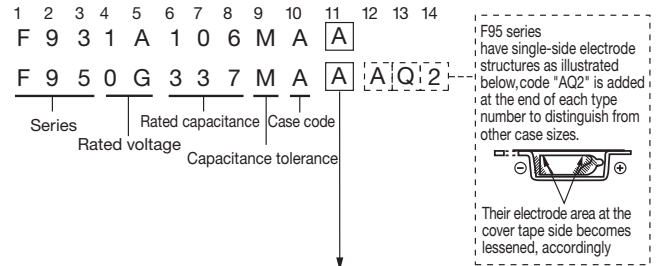 1 2 3 4 5 6 7 8 9 10 11 12 13 14
F 9 3 1 A 1 0 6 M A A
F 9 5 0 G 3 3 7 M A A A Q 2
Series
Rated voltage
Rated capacitance
Capacitance tolerance
Case code
F95 series
have single-side electrode
structures as illustrated
below,code "AQ2" is added
at the end of each type
number to distinguish from
other case sizes.
⊖ ⊕
Their electrode area at the
cover tape side becomes
lessened, accordingly